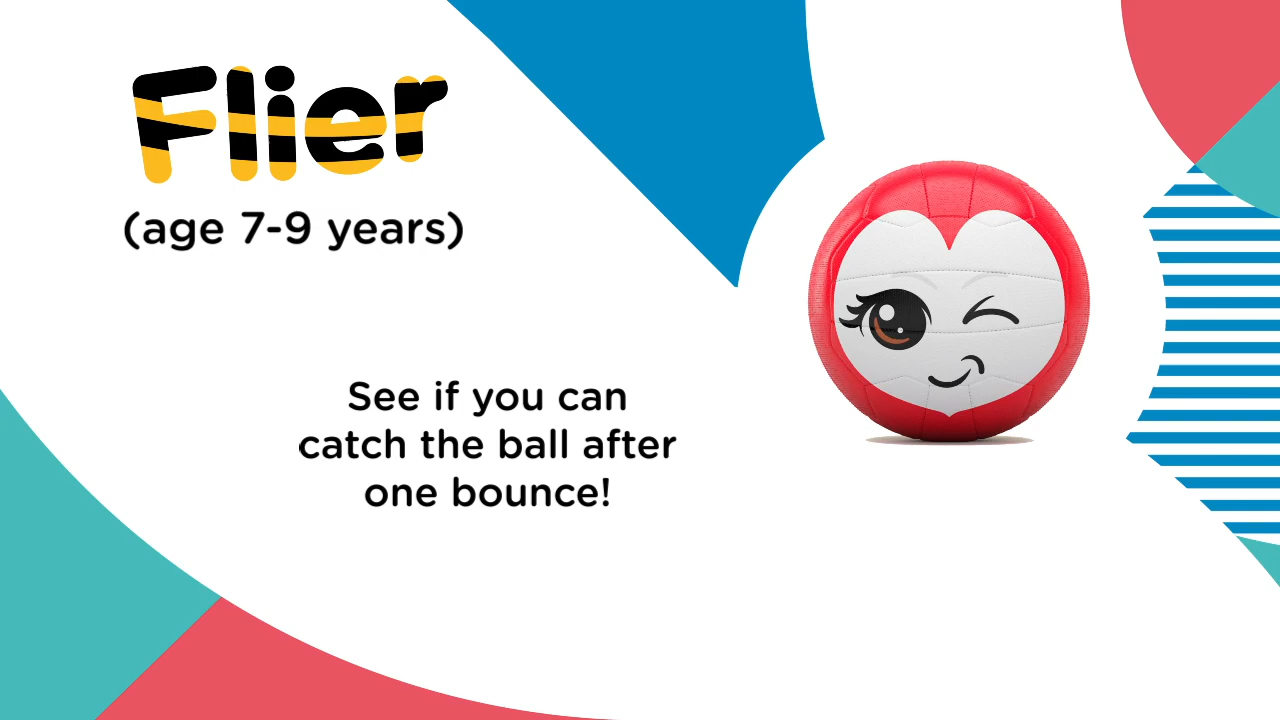 Flier
(age 7-9 years)
See if you can
catch the ball after
one bounce!